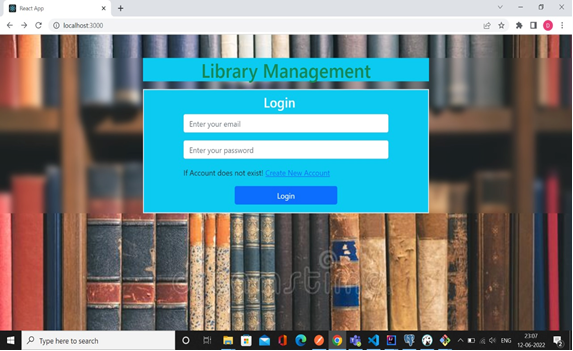 React App
localhost:3000
Library Management
Login
Enter your email
Enter your password
If Account does not exist! Create New Account
Login
dreamstime
Type here to search
ENG
23:07
12-06-2022